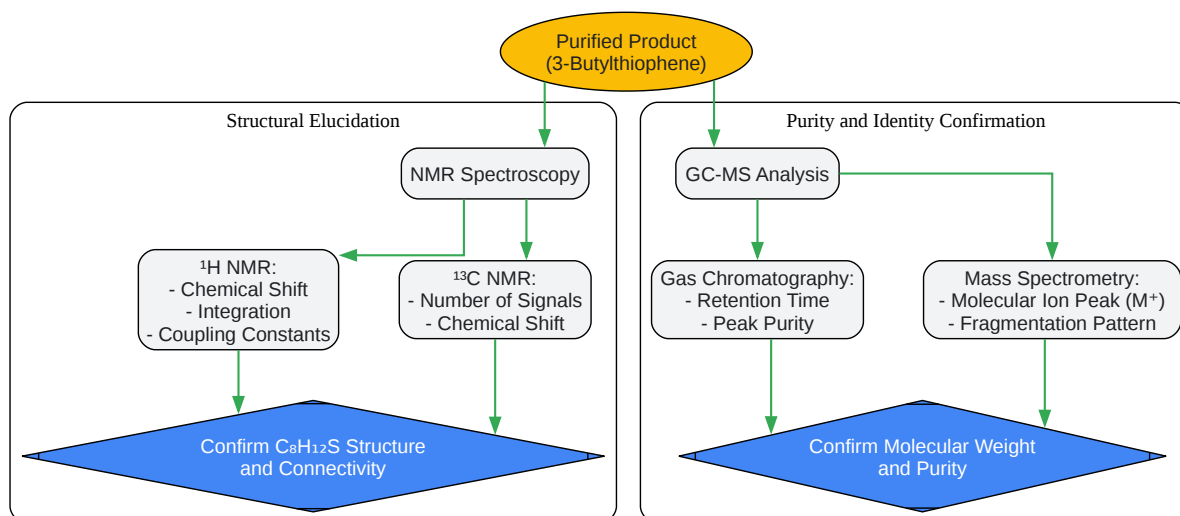 Purified Product
(3-Butylthiophene)
Structural Elucidation
NMR Spectroscopy
¹H NMR:
- Chemical Shift
- Integration
- Coupling Constants
¹³C NMR:
- Number of Signals
- Chemical Shift
Confirm C₈H₁₂S Structure
and Connectivity
Purity and Identity Confirmation
GC-MS Analysis
Gas Chromatography:
- Retention Time
- Peak Purity
Mass Spectrometry:
- Molecular Ion Peak (M⁺)
- Fragmentation Pattern
Confirm Molecular Weight
and Purity